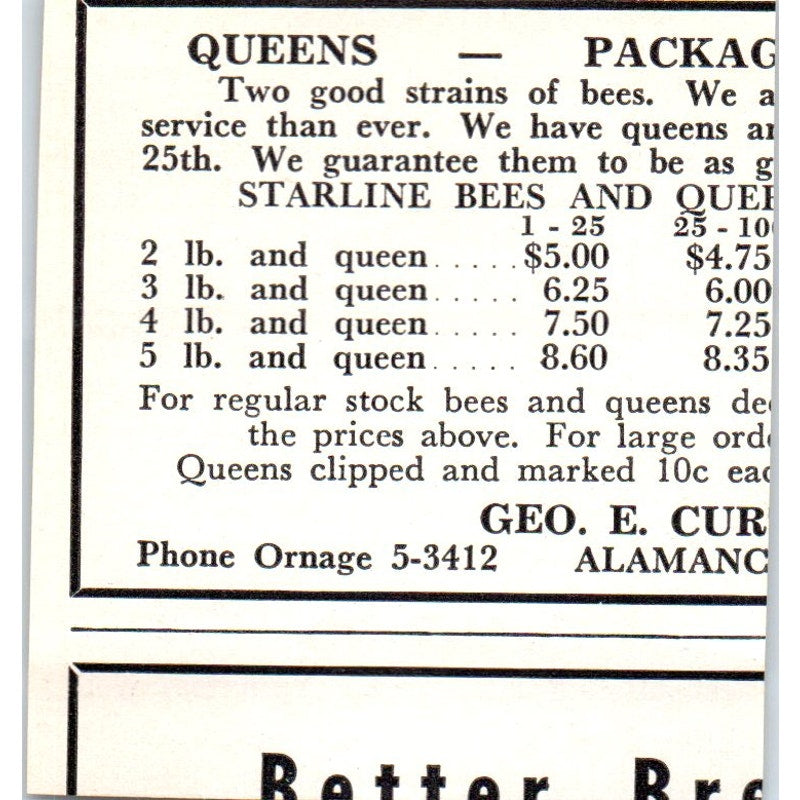 QUEENS — PACKAG
Two good strains of bees. We a
service than ever. We have queens an
25th. We guarantee them to be as g
STARLINE BEES AND QUEE
1 - 25 25 - 10
2 lb. and queen.....$5.00 $4.75
3 lb. and queen..... 6.25 6.00
4 lb. and queen..... 7.50 7.25
5 lb. and queen..... 8.60 8.35
For regular stock bees and queens de
the prices above. For large ord
Queens clipped and marked 10c eac
GEO. E. CUR
Phone Ornage 5-3412 ALAMANC
Better Bre